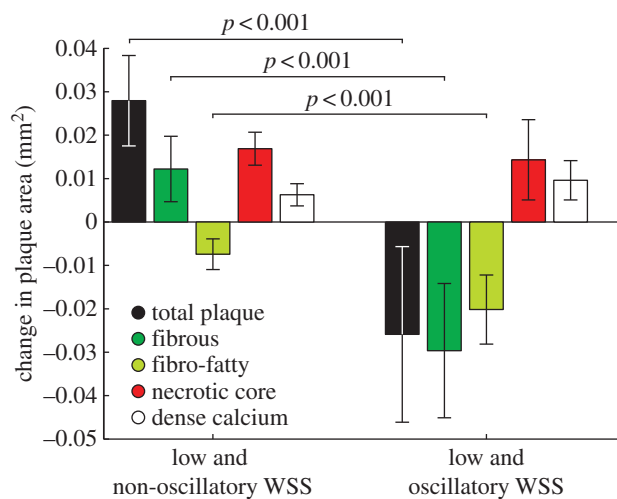 p < 0.001
p < 0.001
p < 0.001
change in plaque area (mm²)
0.04
0.03
0.02
0.01
0
−0.01
−0.02
−0.03
−0.04
−0.05
total plaque
fibrous
fibro-fatty
necrotic core
dense calcium
low and
non-oscillatory WSS
low and
oscillatory WSS